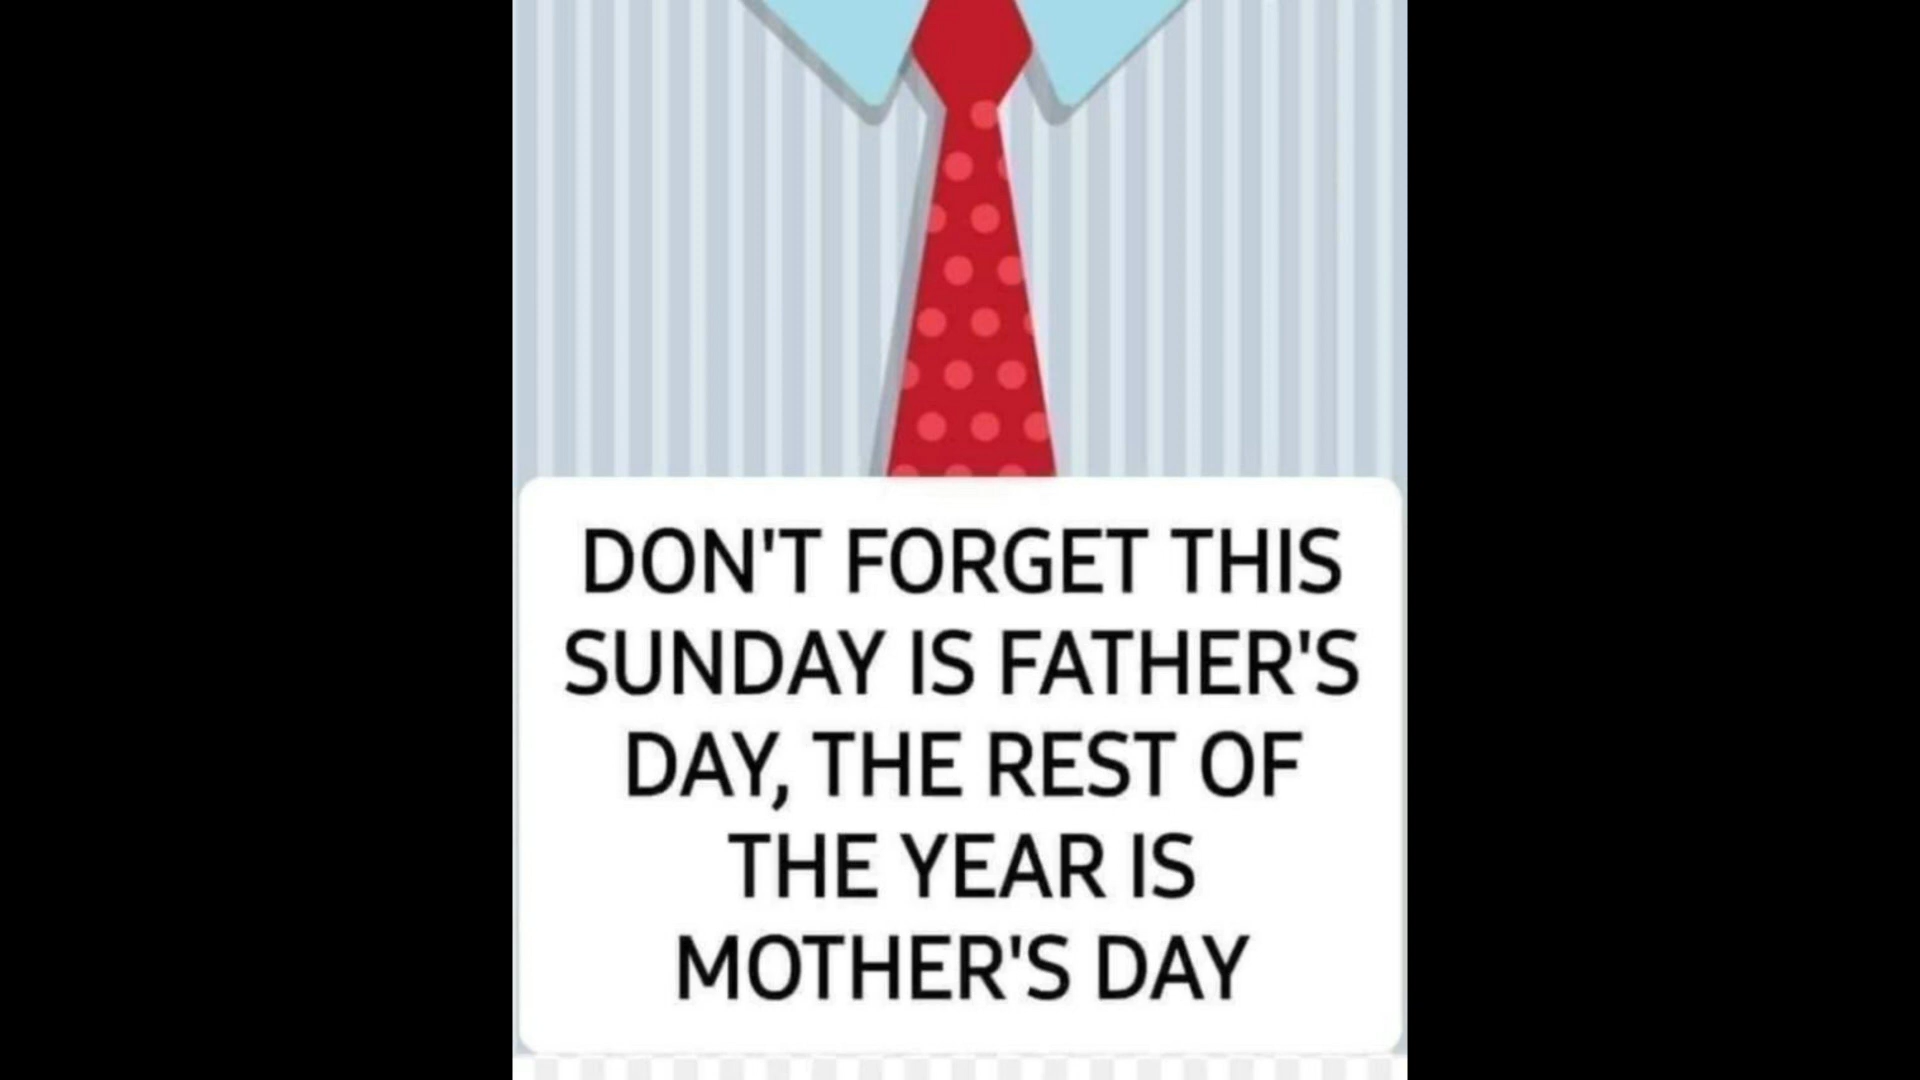 DON'T FORGET THIS
SUNDAY IS FATHER'S
DAY, THE REST OF
THE YEAR IS
MOTHER'S DAY